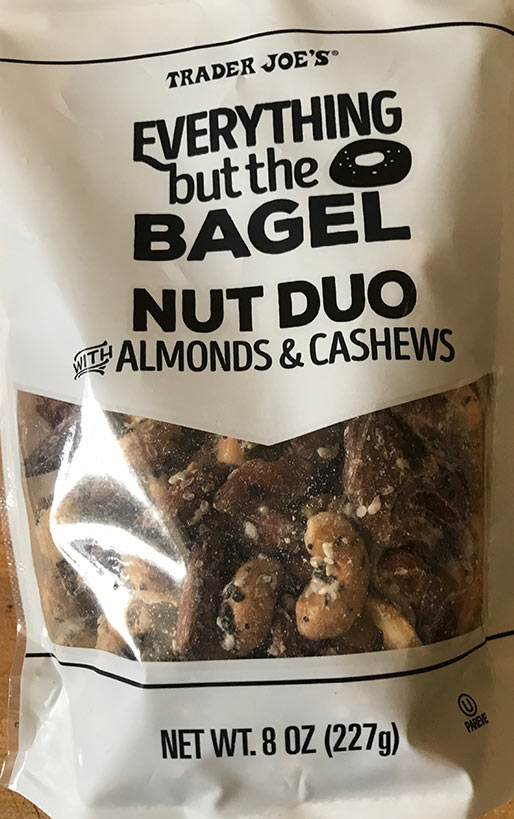 TRADER JOE'S®
EVERYTHING
but the
BAGEL
NUT DUO
WITH ALMONDS & CASHEWS
U
PAREVE
NET WT. 8 OZ (227g)